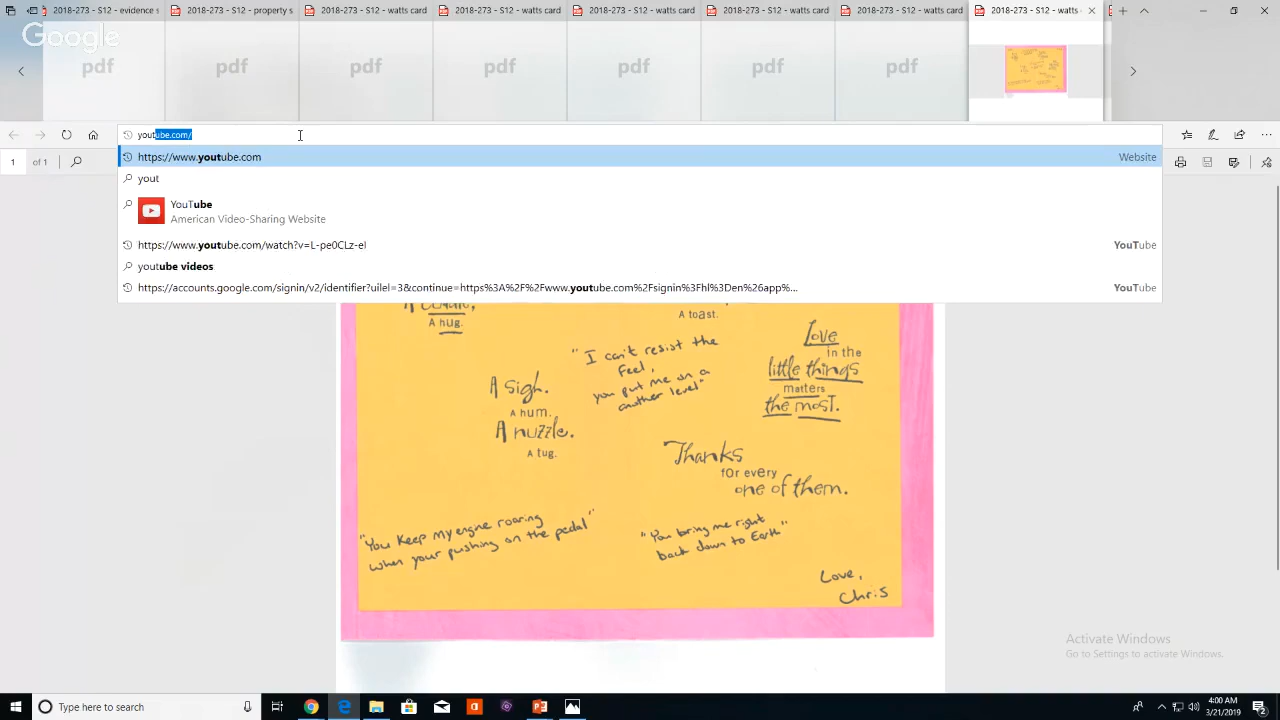 2018-273 - S12 - evidence
2018-273 - S12 - property s
2018-273 - S12 - pedestal s
2018-273 - S12 - watts card
2018-273 - S12 - watts card
2018-273 - S12 - watts card
2018-273 - S12 - watts card
2018-273 - S12 - watts
Google
pdf
pdf
pdf
pdf
pdf
pdf
pdf
youtube.com/
1 of 1
https://www.youtube.com Website
yout
YouTube
American Video-Sharing Website
https://www.youtube.com/watch?v=L-pe0CLz-eI YouTube
youtube videos
https://accounts.google.com/signin/v2/identifier?uilel=3&continue=https%3A%2F%2Fwww.youtube.com%2Fsignin%3Fhl%3Den%26app%... YouTube
A hug.
A toast.
"I can't resist the
feel,
you put me on a
another level"
Love
in the
little things
matters
the most.
A sigh.
A hum.
A nuzzle.
A tug.
Thanks
for every
one of them.
"You keep my engine roaring
when your pushing on the pedal"
"You bring me right
back down to Earth"
Love,
Chris
Activate Windows
Go to Settings to activate Windows.
Type here to search
4:00 AM
3/21/2019